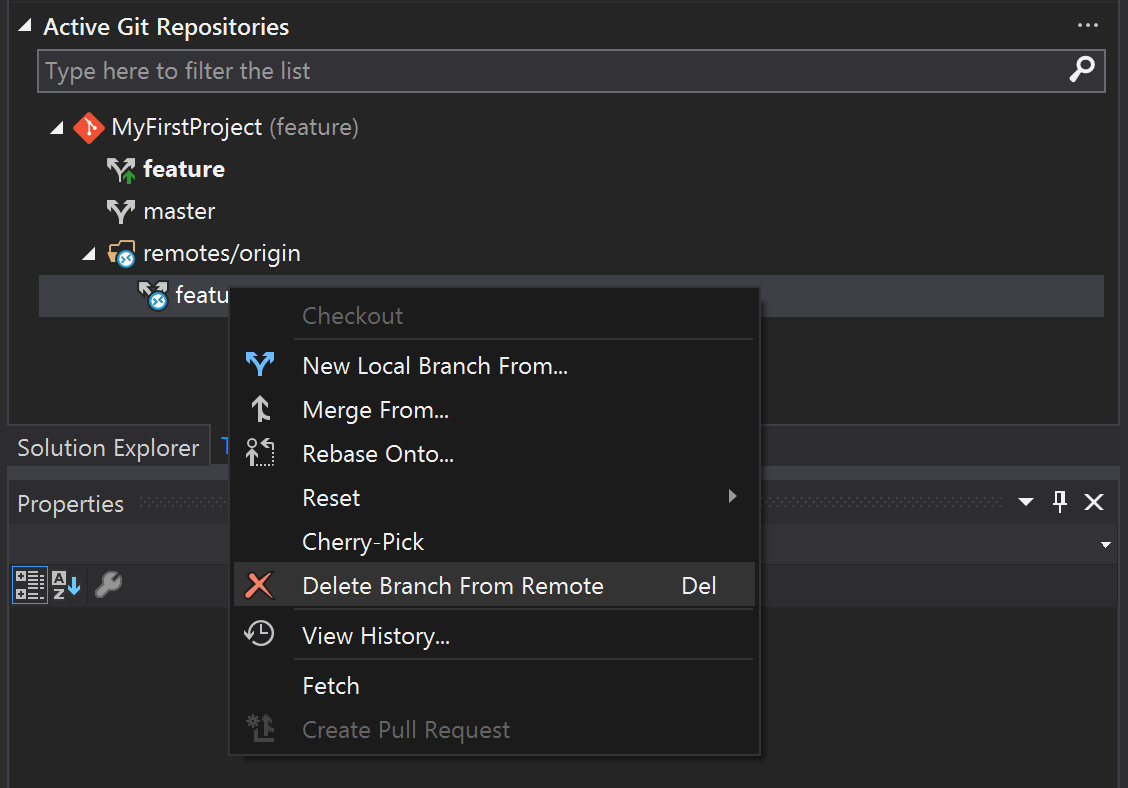 Active Git Repositories
Type here to filter the list
MyFirstProject (feature)
feature
master
remotes/origin
featu
Checkout
New Local Branch From...
Merge From...
Rebase Onto...
Reset
Cherry-Pick
Delete Branch From Remote Del
View History...
Fetch
Create Pull Request
Solution Explorer T
Properties